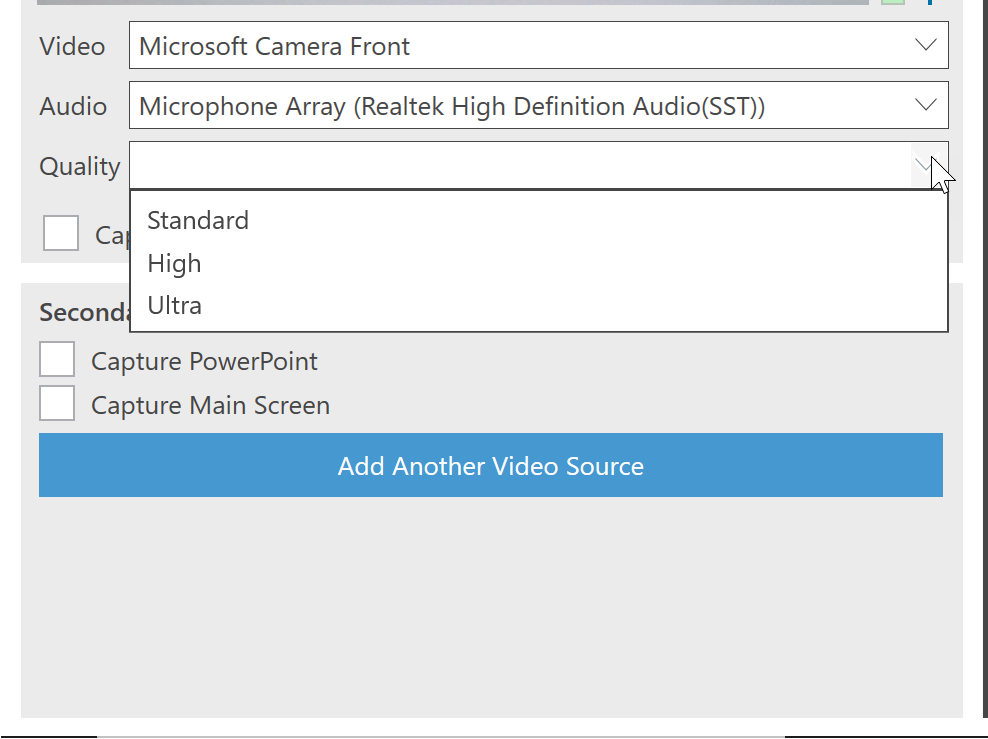 Video Microsoft Camera Front
Audio Microphone Array (Realtek High Definition Audio(SST))
Quality
Standard
High
Ultra
Capture PowerPoint
Capture Main Screen
Add Another Video Source